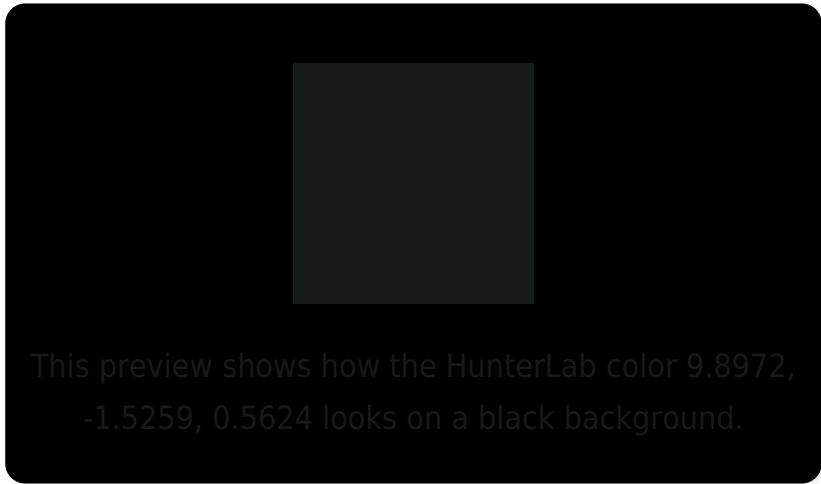 This preview shows how the HunterLab color 9.8972,
-1.5259, 0.5624 looks on a black background.